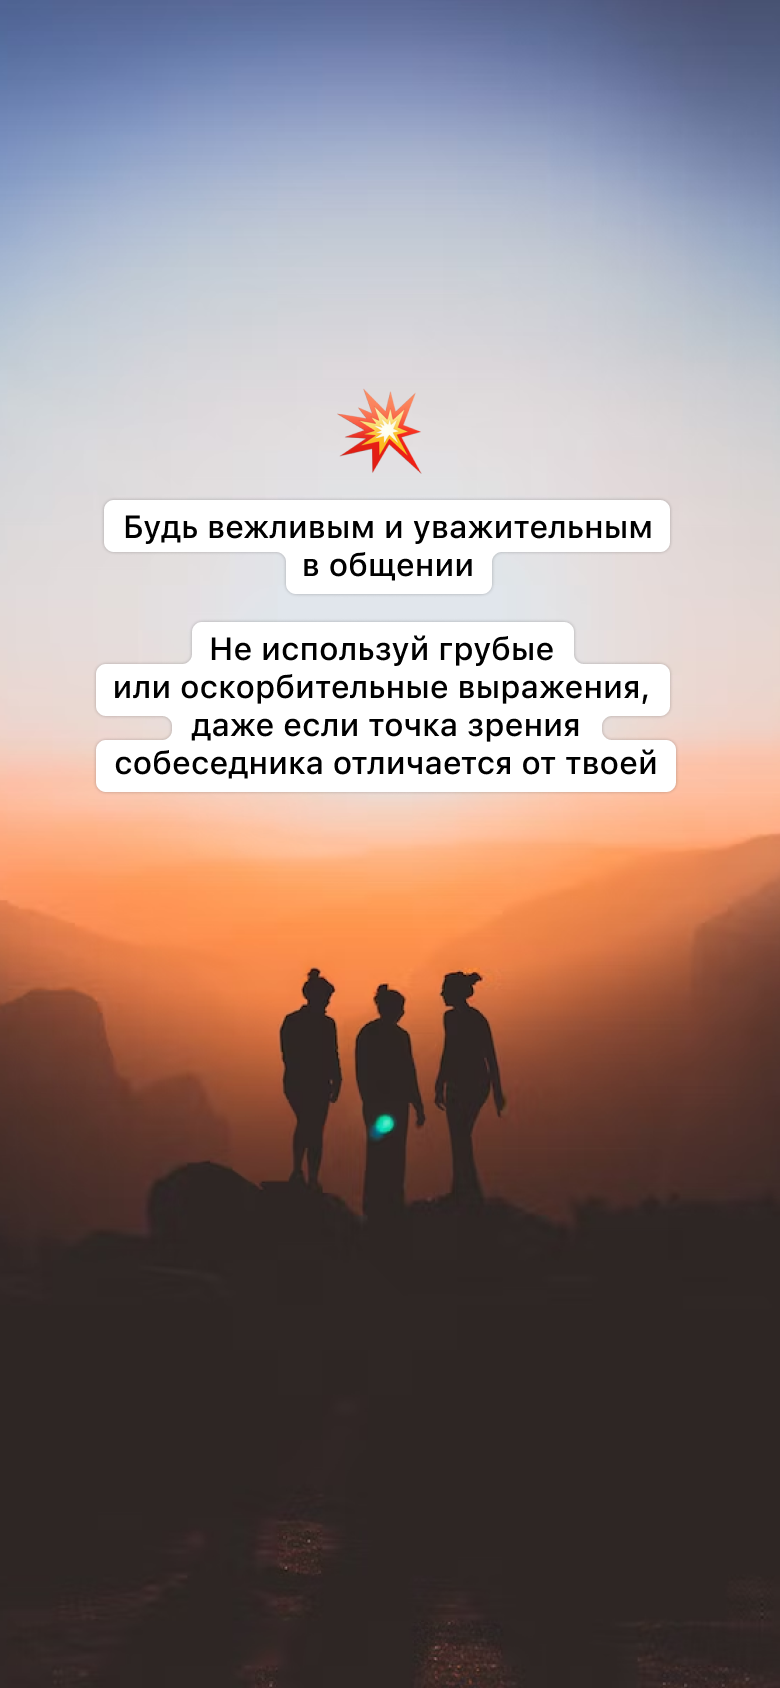 Будь вежливым и уважительным
в общении
Не используй грубые
или оскорбительные выражения,
даже если точка зрения
собеседника отличается от твоей